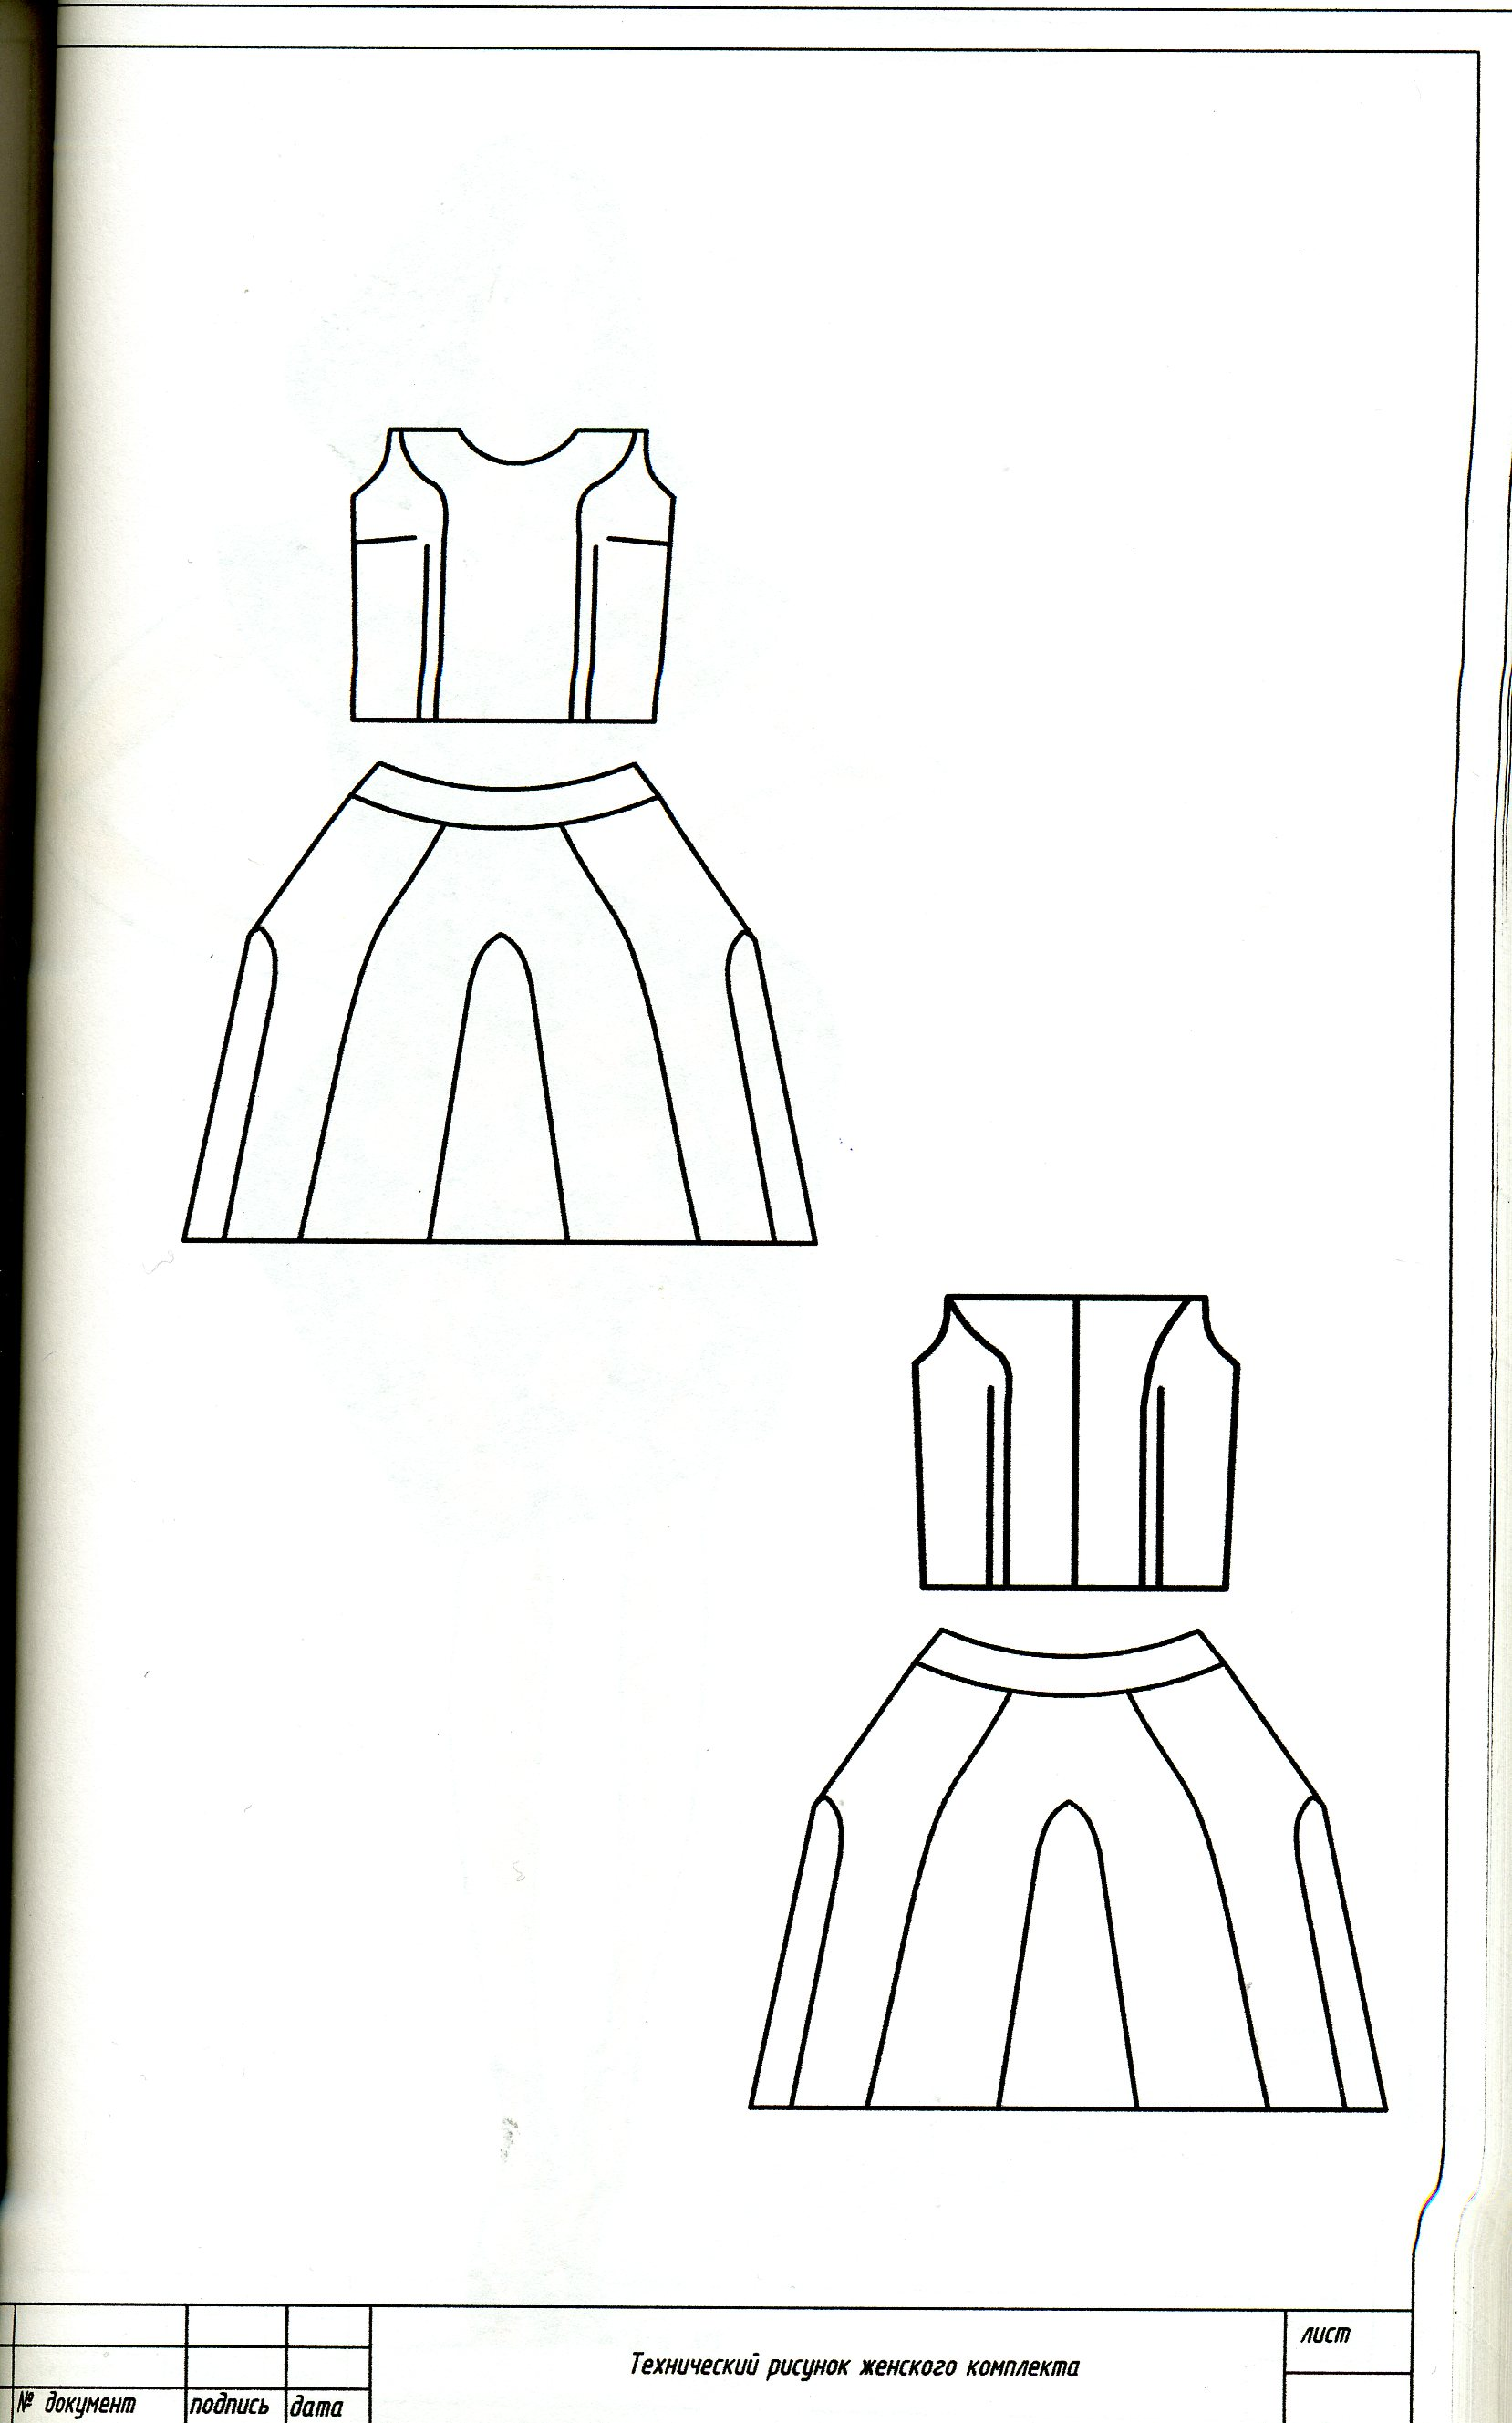 лист
Технический рисунок женского комплекта
№ документ подпись дата